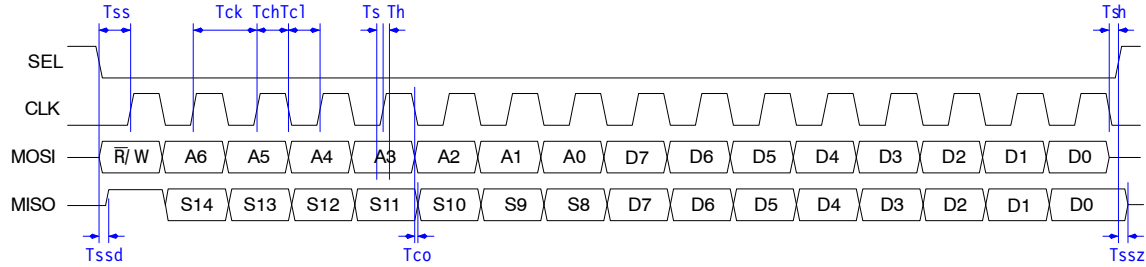 Tss Tck Tch Tcl Ts Th Tsh
SEL
CLK
MOSI R̅/ W A6 A5 A4 A3 A2 A1 A0 D7 D6 D5 D4 D3 D2 D1 D0
MISO S14 S13 S12 S11 S10 S9 S8 D7 D6 D5 D4 D3 D2 D1 D0
Tssd Tco Tssz